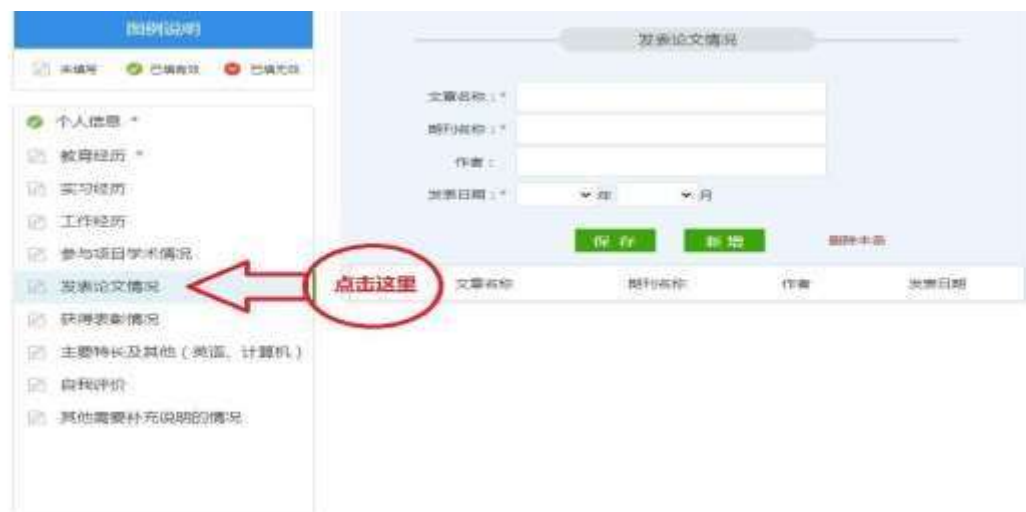 图例说明
未填写 已填有效 已填无效
个人信息 *
教育经历 *
实习经历
工作经历
参与项目学术情况
发表论文情况
获得表彰情况
主要特长及其他(英语、计算机)
自我评价
其他需要补充说明的情况
点击这里
发表论文情况
文章名称:*
期刊名称:*
作者:
发表日期:* 年 月
保存 新增 删除本条
文章名称 期刊名称 作者 发表日期